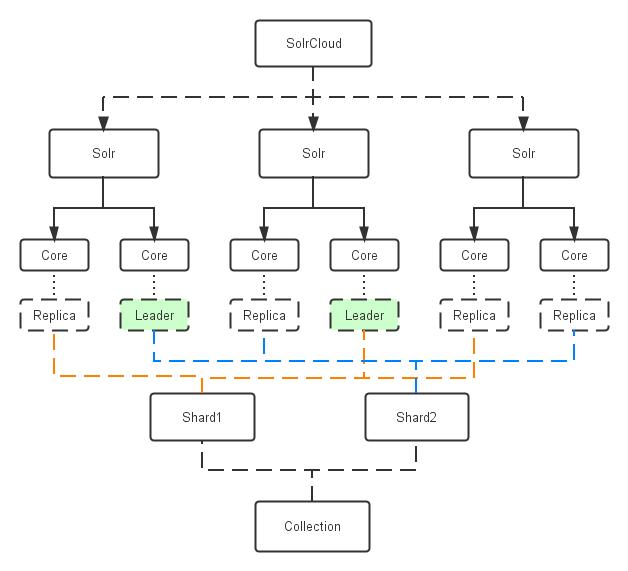 SolrCloud
Solr Solr Solr
Core Core Core Core Core Core
Replica Leader Replica Leader Replica Replica
Shard1 Shard2
Collection